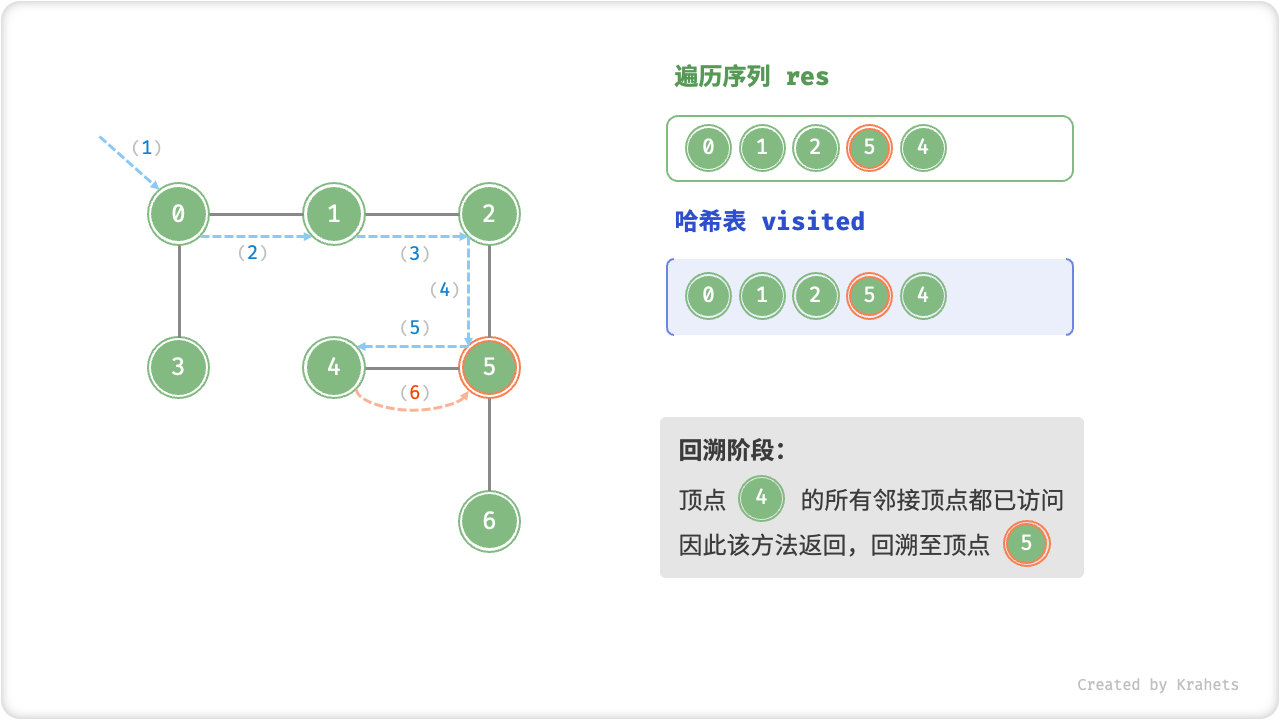 遍历序列 res
0 1 2 5 4
哈希表 visited
0 1 2 5 4
(1)
0 1 2
(2) (3)
(4)
(5)
3 4 5
(6)
6
回溯阶段：
顶点 4 的所有邻接顶点都已访问
因此该方法返回，回溯至顶点 5
Created by Krahets